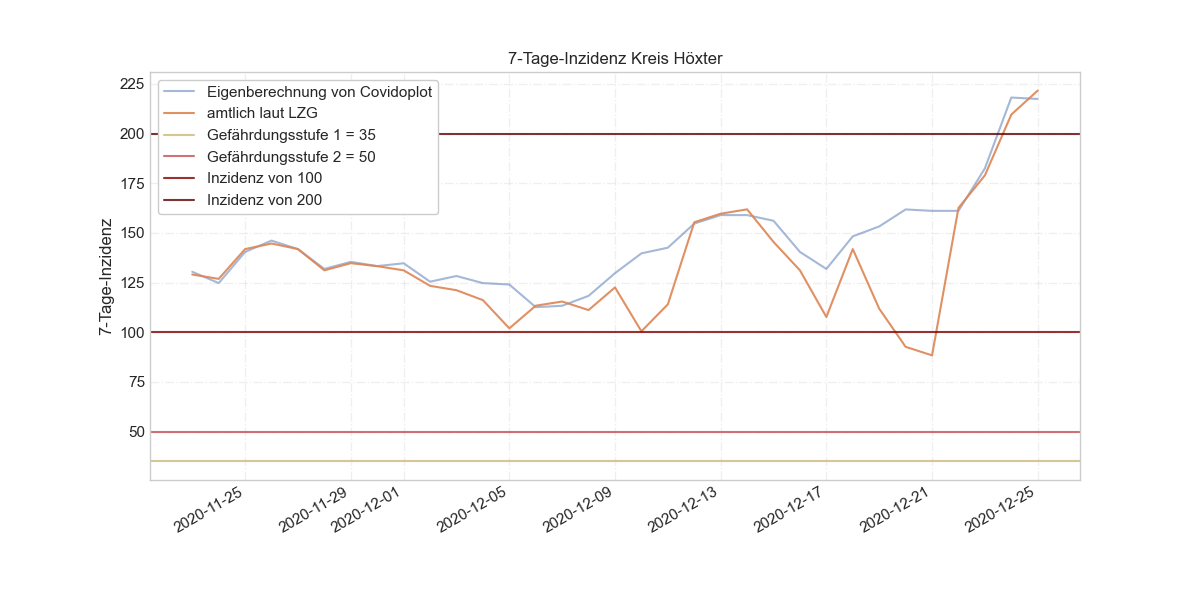 7-Tage-Inzidenz Kreis Höxter
Eigenberechnung von Covidoplot
amtlich laut LZG
Gefährdungsstufe 1 = 35
Gefährdungsstufe 2 = 50
Inzidenz von 100
Inzidenz von 200
7-Tage-Inzidenz
225
200
175
150
125
100
75
50
2020-11-25
2020-11-29
2020-12-01
2020-12-05
2020-12-09
2020-12-13
2020-12-17
2020-12-21
2020-12-25